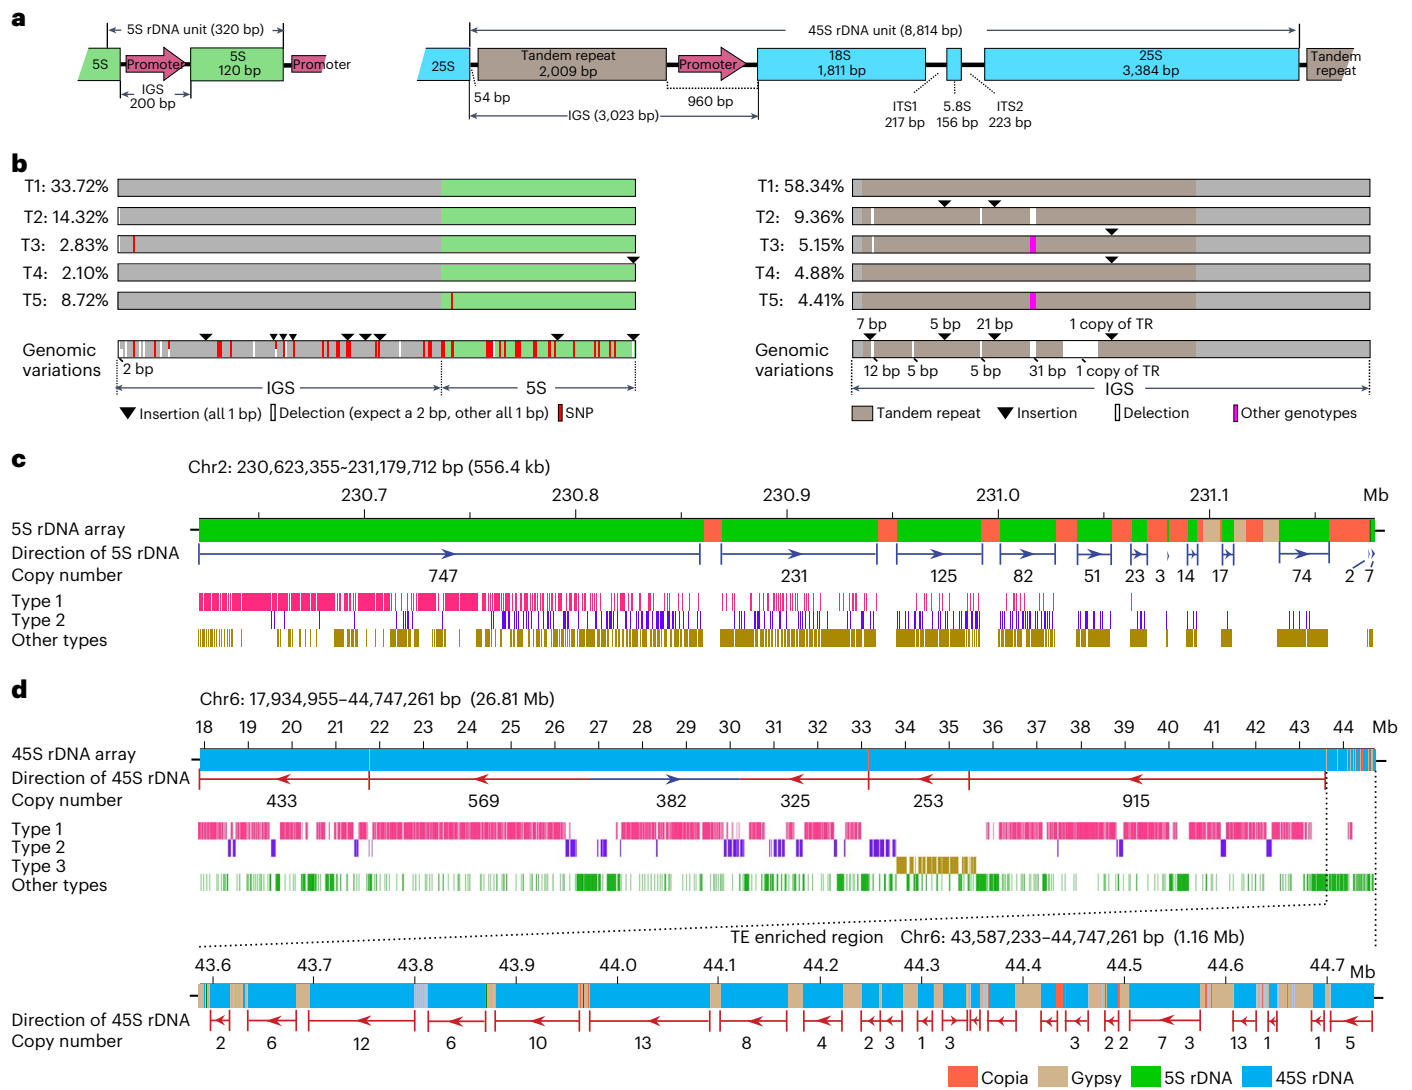 a
5S rDNA unit (320 bp)
5S
Promoter
5S
120 bp
Promoter
IGS
200 bp
45S rDNA unit (8,814 bp)
25S
Tandem repeat
2,009 bp
Promoter
18S
1,811 bp
25S
3,384 bp
Tandem
repeat
54 bp
960 bp
IGS (3,023 bp)
ITS1
217 bp
5.8S
156 bp
ITS2
223 bp
b
T1: 33.72%
T2: 14.32%
T3: 2.83%
T4: 2.10%
T5: 8.72%
Genomic
variations
2 bp
IGS
5S
Insertion (all 1 bp)
Delection (expect a 2 bp, other all 1 bp)
SNP
T1: 58.34%
T2: 9.36%
T3: 5.15%
T4: 4.88%
T5: 4.41%
7 bp
5 bp
21 bp
1 copy of TR
Genomic
variations
12 bp
5 bp
5 bp
31 bp
1 copy of TR
IGS
Tandem repeat
Insertion
Delection
Other genotypes
c
Chr2: 230,623,355~231,179,712 bp (556.4 kb)
230.7 230.8 230.9 231.0 231.1 Mb
5S rDNA array
Direction of 5S rDNA
Copy number 747 231 125 82 51 23 3 14 17 74 2 7
Type 1
Type 2
Other types
d
Chr6: 17,934,955–44,747,261 bp (26.81 Mb)
18 19 20 21 22 23 24 25 26 27 28 29 30 31 32 33 34 35 36 37 38 39 40 41 42 43 44 Mb
45S rDNA array
Direction of 45S rDNA
Copy number 433 569 382 325 253 915
Type 1
Type 2
Type 3
Other types
TE enriched region Chr6: 43,587,233–44,747,261 bp (1.16 Mb)
43.6 43.7 43.8 43.9 44.0 44.1 44.2 44.3 44.4 44.5 44.6 44.7 Mb
Direction of 45S rDNA
Copy number 2 6 12 6 10 13 8 4 2 3 1 3 3 2 2 7 3 13 1 1 5
Copia Gypsy 5S rDNA 45S rDNA